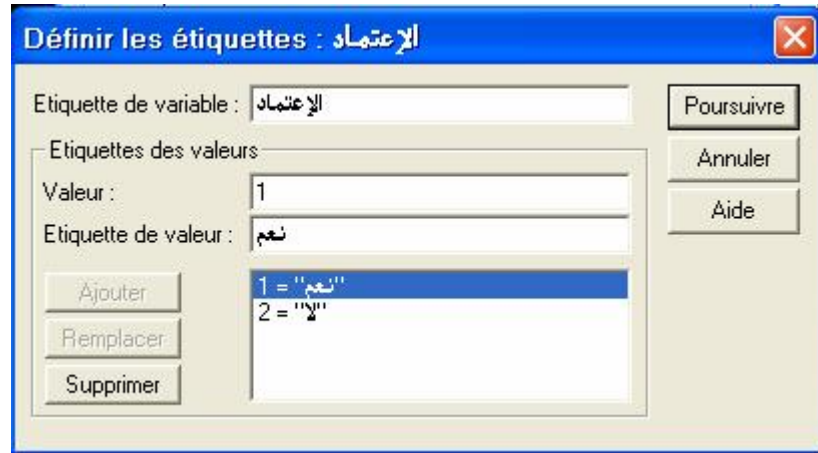 Définir les étiquettes : الإعتماد
Etiquette de variable : الإعتماد
Etiquettes des valeurs
Valeur : 1
Etiquette de valeur : نعم
1 = "نعم"
2 = "لا"
Ajouter
Remplacer
Supprimer
Poursuivre
Annuler
Aide